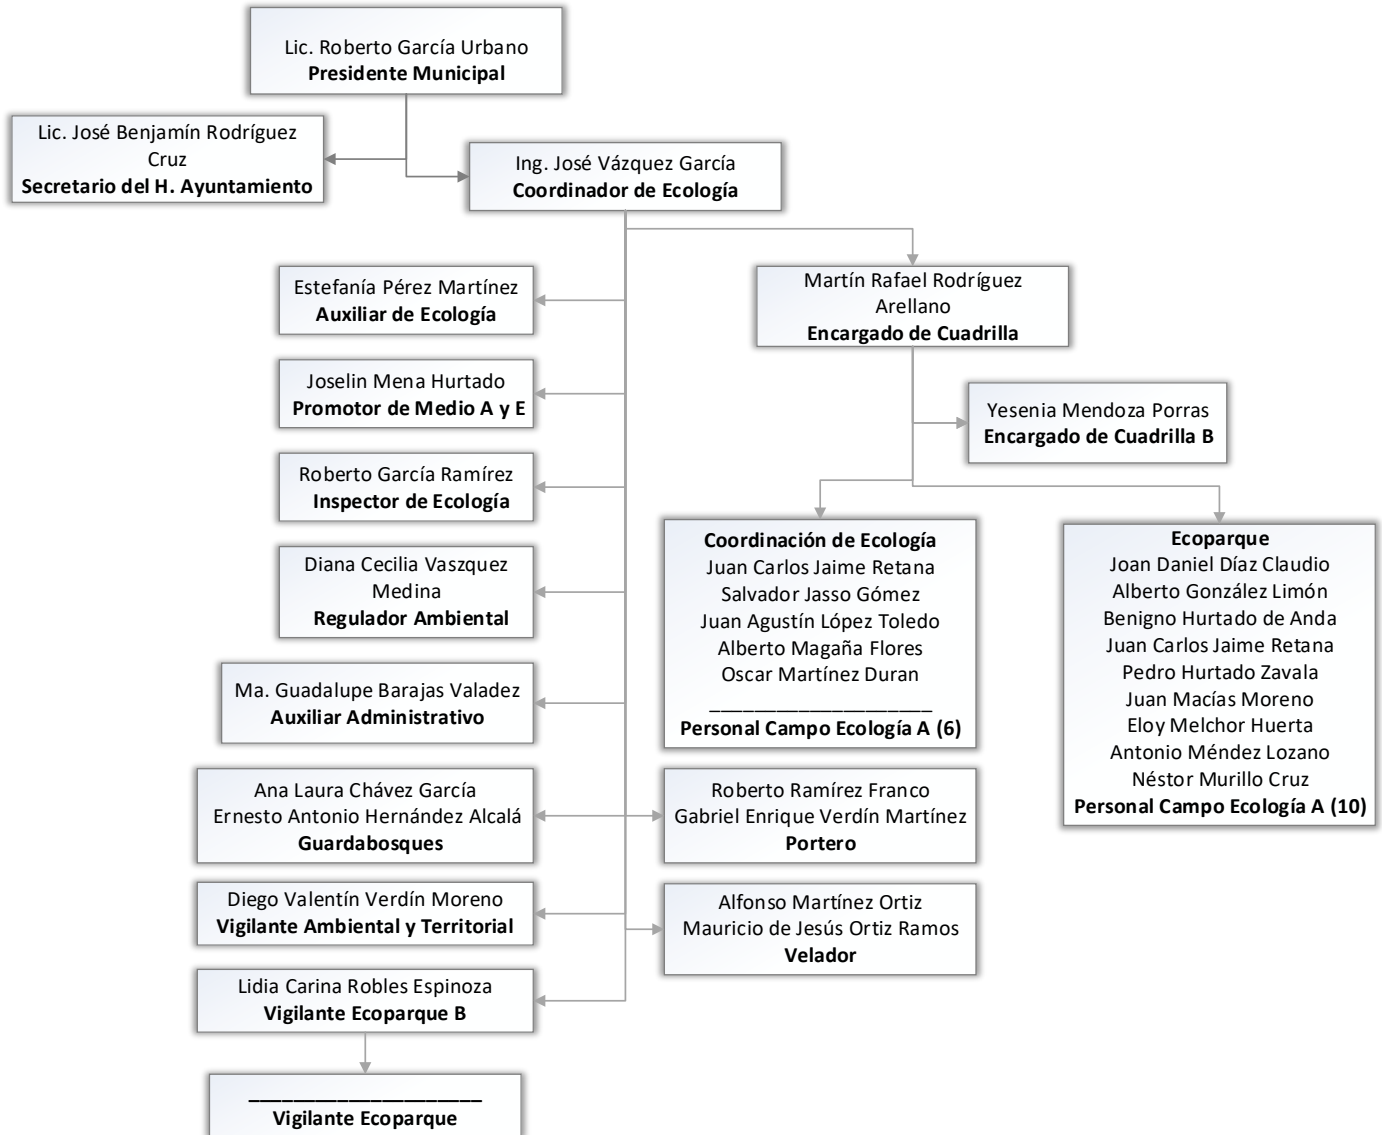 Lic. Roberto García Urbano
Presidente Municipal
Lic. José Benjamín Rodríguez
Cruz
Secretario del H. Ayuntamiento
Ing. José Vázquez García
Coordinador de Ecología
Estefanía Pérez Martínez
Auxiliar de Ecología
Martín Rafael Rodríguez
Arellano
Encargado de Cuadrilla
Joselin Mena Hurtado
Promotor de Medio A y E
Yesenia Mendoza Porras
Encargado de Cuadrilla B
Roberto García Ramírez
Inspector de Ecología
Diana Cecilia Vaszquez
Medina
Regulador Ambiental
Coordinación de Ecología
Juan Carlos Jaime Retana
Salvador Jasso Gómez
Juan Agustín López Toledo
Alberto Magaña Flores
Oscar Martínez Duran
_____________________
Personal Campo Ecología A (6)
Ecoparque
Joan Daniel Díaz Claudio
Alberto González Limón
Benigno Hurtado de Anda
Juan Carlos Jaime Retana
Pedro Hurtado Zavala
Juan Macías Moreno
Eloy Melchor Huerta
Antonio Méndez Lozano
Néstor Murillo Cruz
Personal Campo Ecología A (10)
Ma. Guadalupe Barajas Valadez
Auxiliar Administrativo
Ana Laura Chávez García
Ernesto Antonio Hernández Alcalá
Guardabosques
Roberto Ramírez Franco
Gabriel Enrique Verdín Martínez
Portero
Diego Valentín Verdín Moreno
Vigilante Ambiental y Territorial
Alfonso Martínez Ortiz
Mauricio de Jesús Ortiz Ramos
Velador
Lidia Carina Robles Espinoza
Vigilante Ecoparque B
______________________
Vigilante Ecoparque